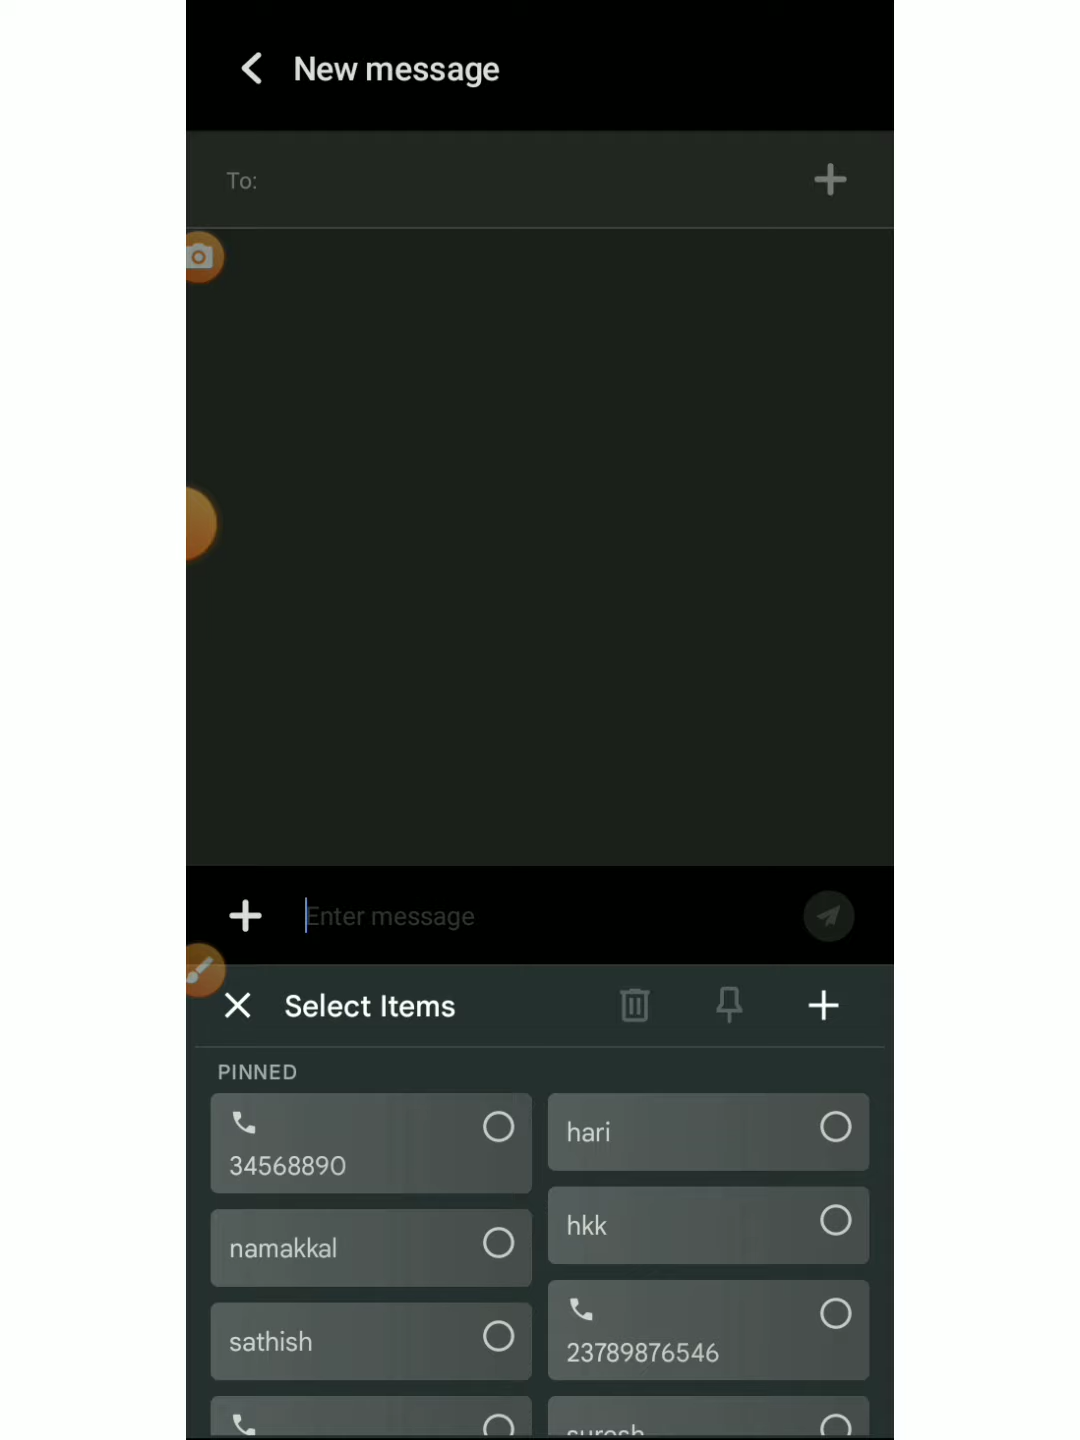 New message
To:
Enter message
Select Items
PINNED
34568890
hari
namakkal
hkk
sathish
23789876546